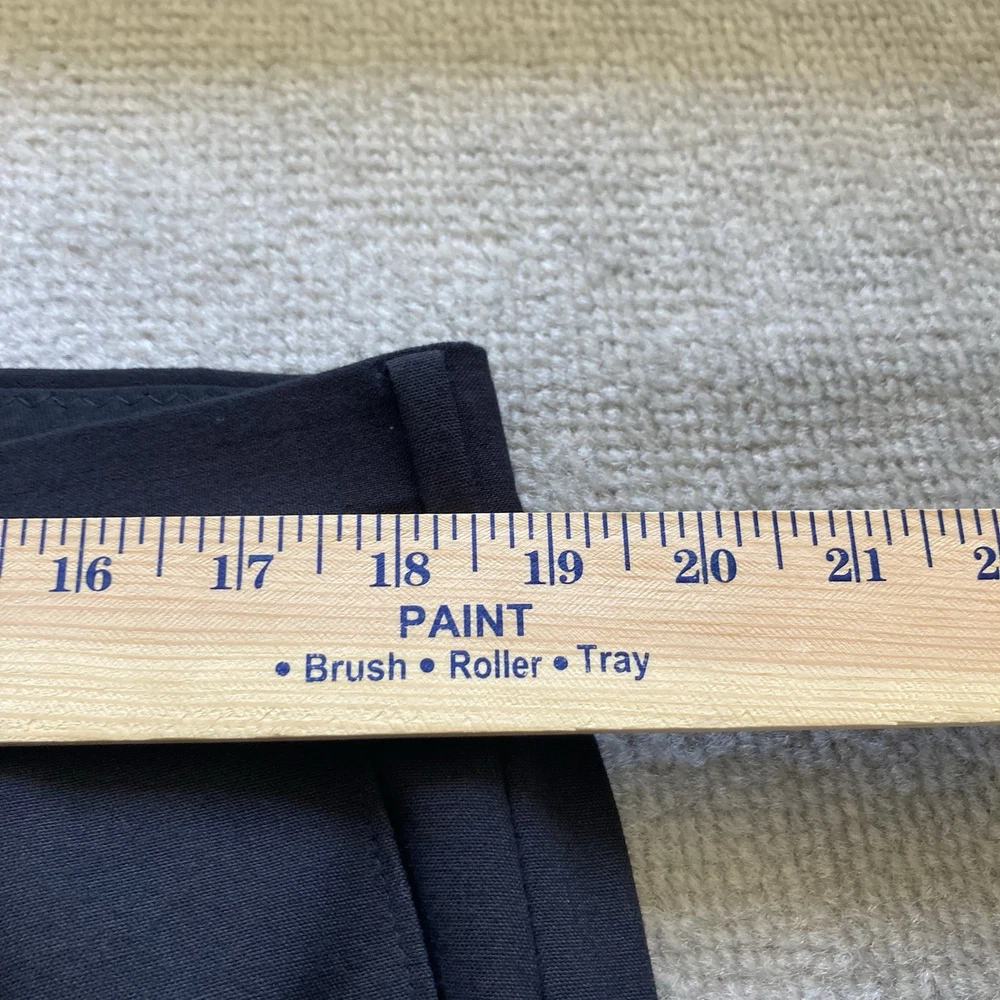 16 17 18 19 20 21
PAINT
• Brush • Roller • Tray